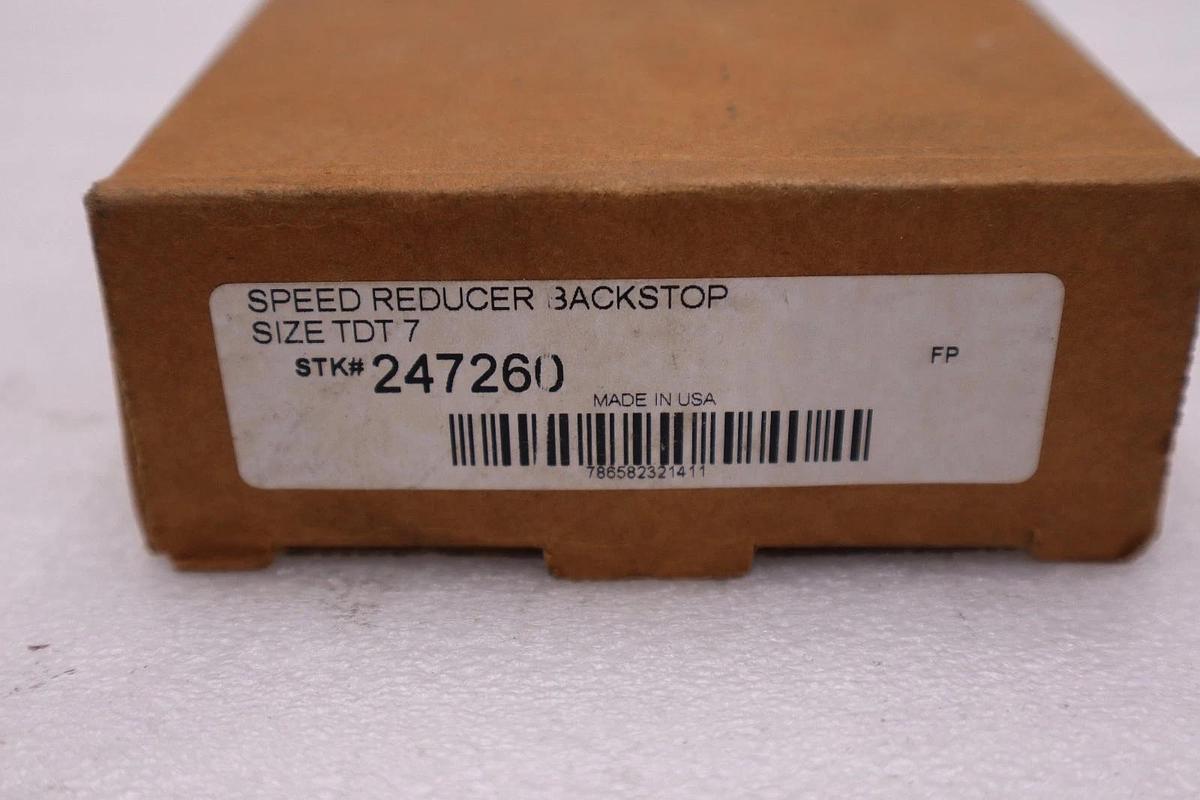 SPEED REDUCER BACKSTOP
SIZE TDT 7
STK# 247260
FP
MADE IN USA
786582321411